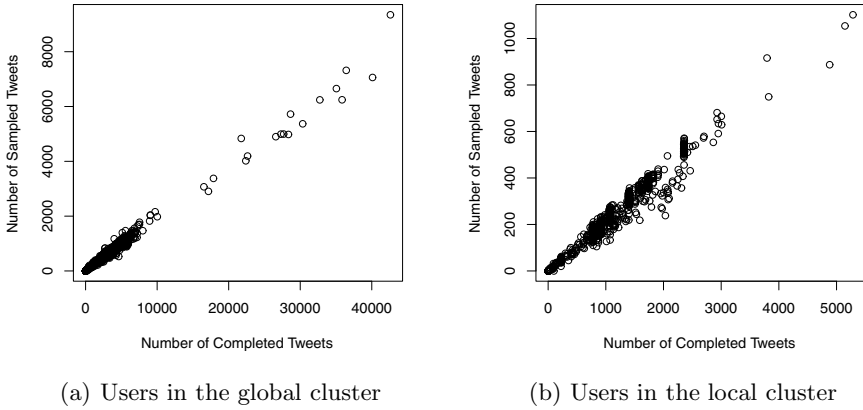 Number of Sampled Tweets
8000
6000
4000
2000
0
0 10000 20000 30000 40000
Number of Completed Tweets
(a) Users in the global cluster
Number of Sampled Tweets
1000
800
600
400
200
0
0 1000 2000 3000 4000 5000
Number of Completed Tweets
(b) Users in the local cluster